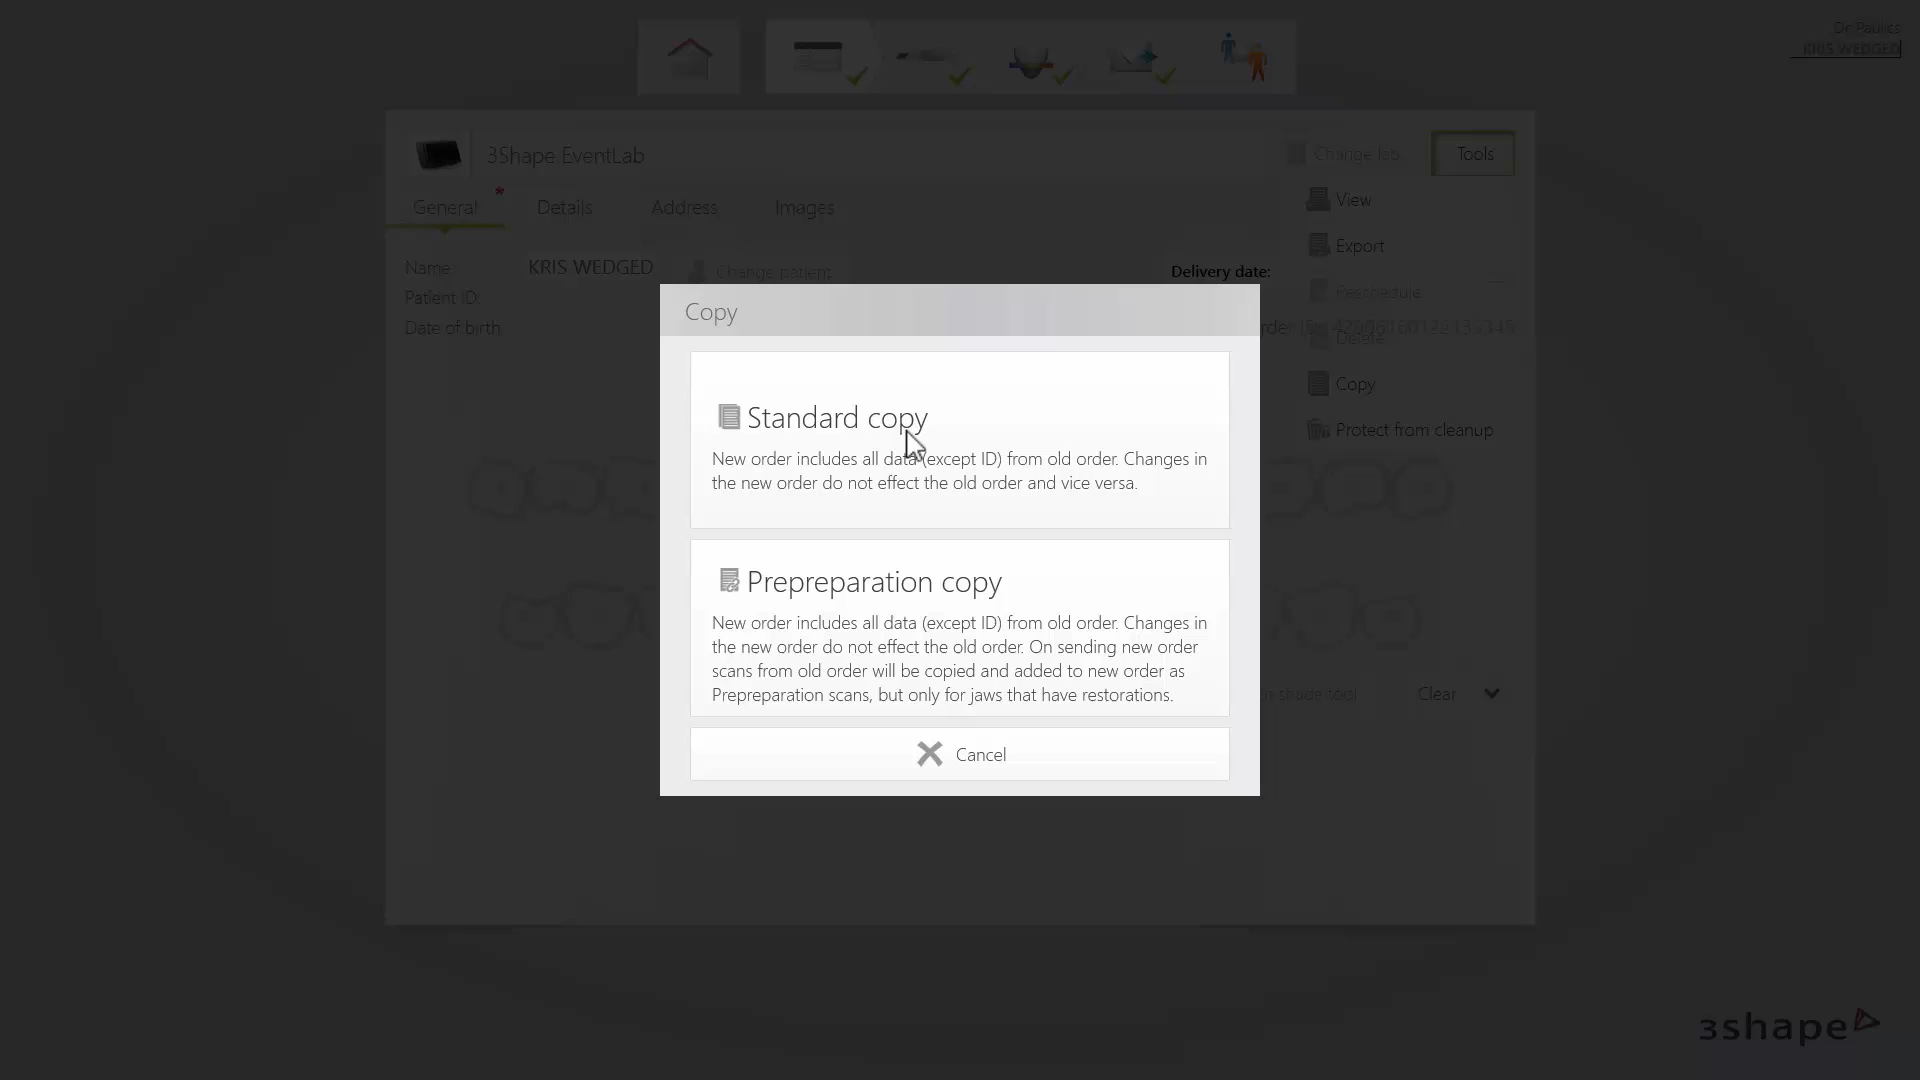 Dr. Paulics
KRIS WEDGED
3Shape EventLab
Change lab
Tools
General
*
Details
Address
Images
View
Export
Reschedule
Delete
Copy
Protect from cleanup
Name:
KRIS WEDGED
Change patient
Delivery date:
Patient ID:
Date of birth
Copy
Standard copy
New order includes all data (except ID) from old order. Changes in
the new order do not effect the old order and vice versa.
Prepreparation copy
New order includes all data (except ID) from old order. Changes in
the new order do not effect the old order. On sending new order
scans from old order will be copied and added to new order as
Prepreparation scans, but only for jaws that have restorations.
shade tool
Clear
Cancel
3shape